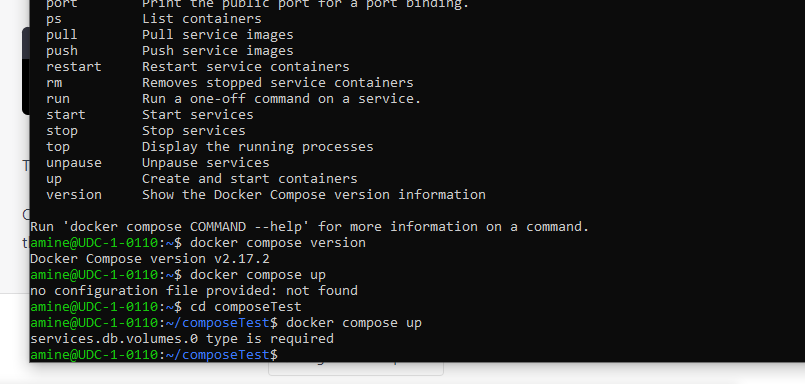 port        Print the public port for a port binding.
ps          List containers
pull        Pull service images
push        Push service images
restart     Restart service containers
rm          Removes stopped service containers
run         Run a one-off command on a service.
start       Start services
stop        Stop services
top         Display the running processes
unpause     Unpause services
up          Create and start containers
version     Show the Docker Compose version information
Run 'docker compose COMMAND --help' for more information on a command.
amine@UDC-1-0110:~$ docker compose version
Docker Compose version v2.17.2
amine@UDC-1-0110:~$ docker compose up
no configuration file provided: not found
amine@UDC-1-0110:~$ cd composeTest
amine@UDC-1-0110:~/composeTest$ docker compose up
services.db.volumes.0 type is required
amine@UDC-1-0110:~/composeTest$